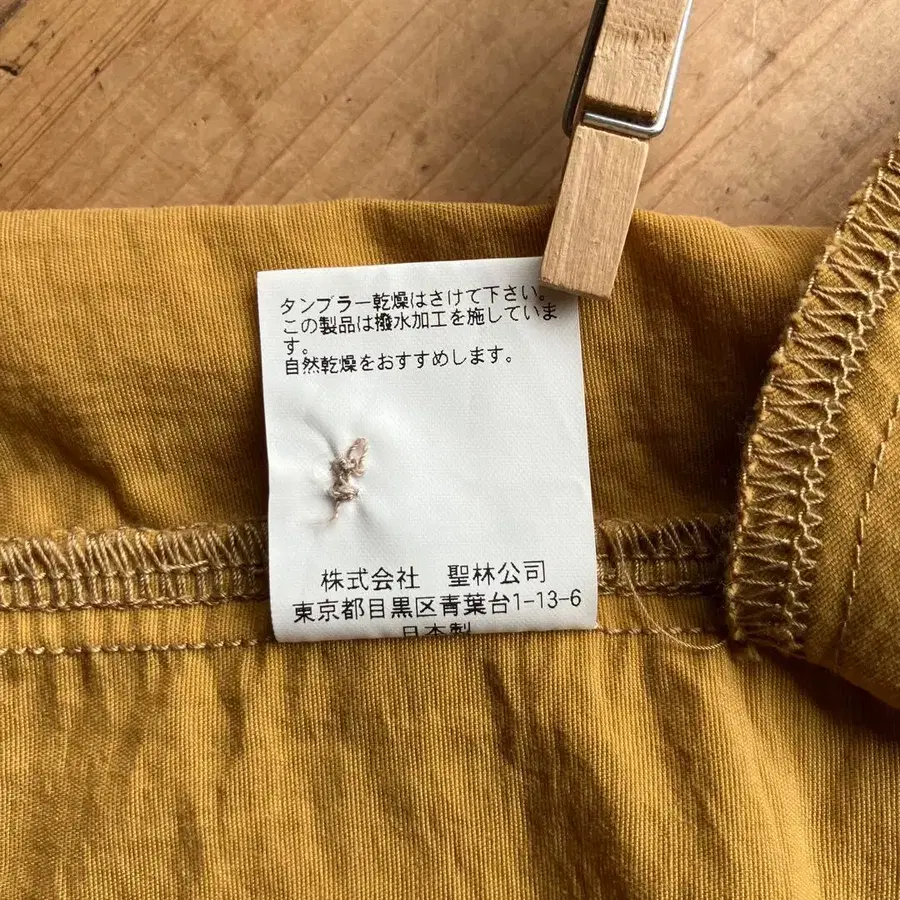 タンブラー乾燥はさけて下さい。
この製品は撥水加工を施していま
す。
自然乾燥をおすすめします。
株式会社 聖林公司
東京都目黒区青葉台1-13-6
日本製